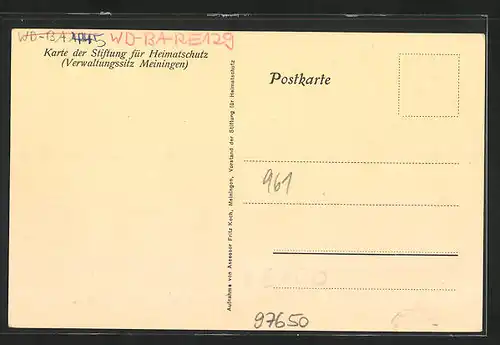 WD-BA
WD-BA-RE129
Karte der Stiftung für Heimatschutz
(Verwaltungssitz Meiningen)
Aufnahme von Assessor Fritz Koch, Meiningen, Vorstand der Stiftung für Heimatschutz
Postkarte
961
97650